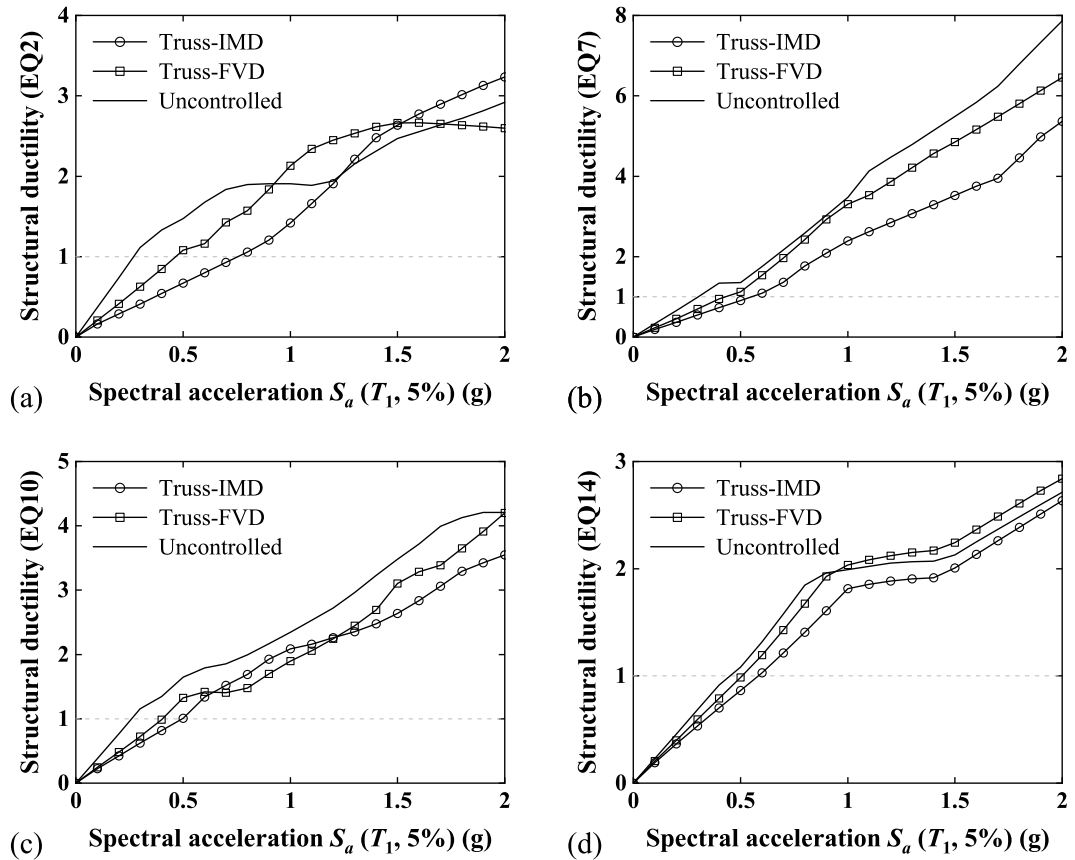 Structural ductility (EQ2)
4
3
2
1
0
Truss-IMD
Truss-FVD
Uncontrolled
0
0.5
1
1.5
2
(a)
Spectral acceleration Sa (T1, 5%) (g)
Structural ductility (EQ7)
8
6
4
2
1
0
Truss-IMD
Truss-FVD
Uncontrolled
0
0.5
1
1.5
2
(b)
Spectral acceleration Sa (T1, 5%) (g)
Structural ductility (EQ10)
5
4
3
2
1
0
Truss-IMD
Truss-FVD
Uncontrolled
0
0.5
1
1.5
2
(c)
Spectral acceleration Sa (T1, 5%) (g)
Structural ductility (EQ14)
3
2
1
0
Truss-IMD
Truss-FVD
Uncontrolled
0
0.5
1
1.5
2
(d)
Spectral acceleration Sa (T1, 5%) (g)